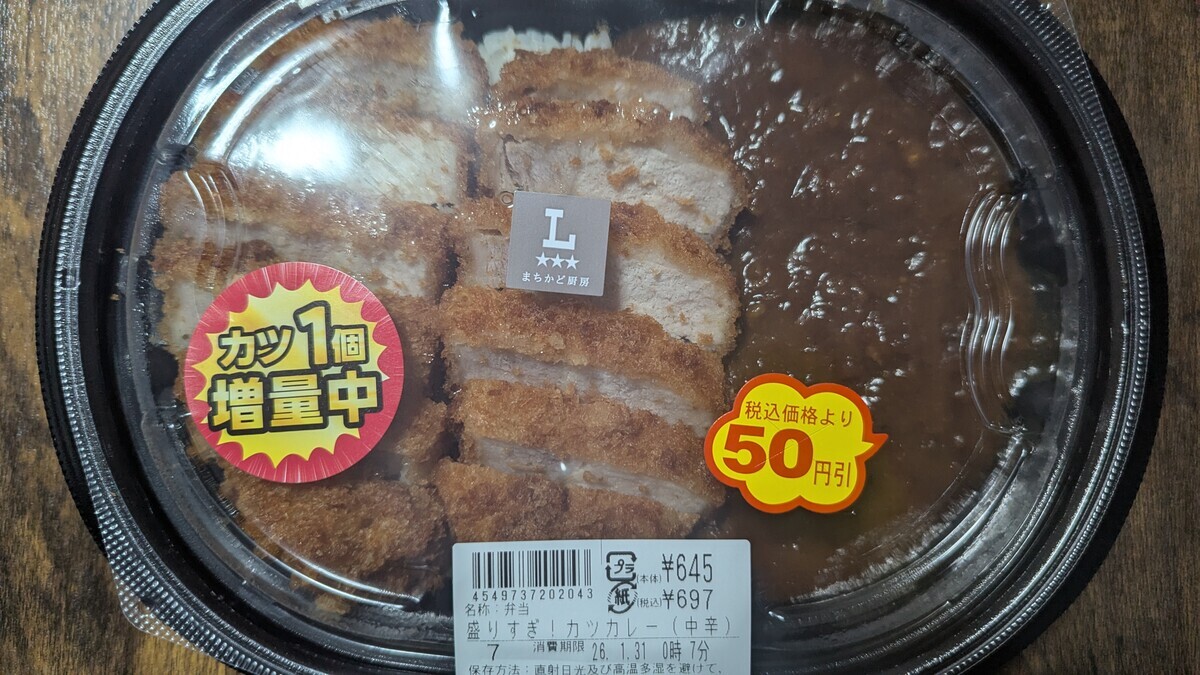 L
★★★
まちかど厨房
カツ1個
増量中
税込価格より
50円引
4549737202043
プラ
(本体)¥645
紙
(税込)¥697
名称:弁当
盛りすぎ!カツカレー(中辛)
7 消費期限 26.1.31 0時 7分
保存方法:直射日光及び高温多湿を避けて、